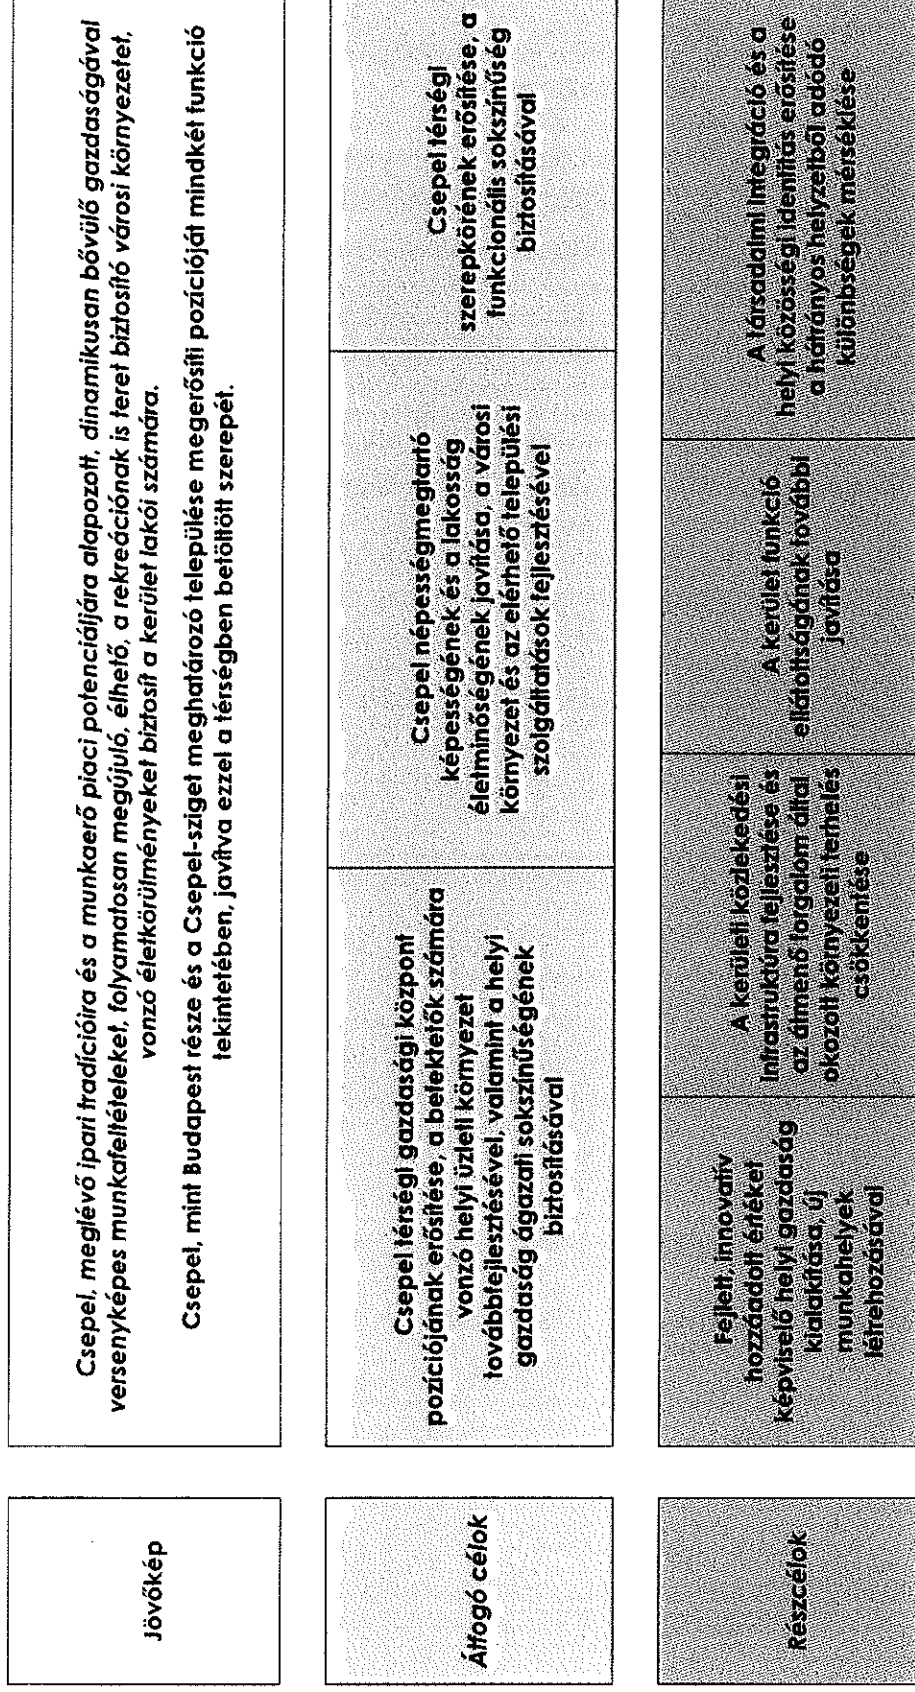 Jövőkép
Csepel, meglévő ipari tradícióira és a munkaerő piaci potenciáljára alapozott, dinamikusan bővülő gazdaságával
versenyképes munkafeltételeket, folyamatosan megújuló, élhető, a rekreációnak is teret biztosító városi környezetet,
vonzó életkörülményeket biztosít a kerület lakói számára.
Csepel, mint Budapest része és a Csepel-sziget meghatározó települése megerősíti pozícióját mindkét funkció
tekintetében, javítva ezzel a térségben betöltött szerepét.
Átfogó célok
Csepel térségi gazdasági központ
pozíciójának erősítése, a befektetők számára
vonzó helyi üzleti környezet
továbbfejlesztésével, valamint a helyi
gazdaság ágazati sokszínűségének
biztosításával
Csepel népességmegtartó
képességének és a lakosság
életminőségének javítása, a városi
környezet és az elérhető települési
szolgáltatások fejlesztésével
Csepel térségi
szerepkörének erősítése, a
funkcionális sokszínűség
biztosításával
Részcélok
Fejlett, innovatív
hozzáadott értéket
képviselő helyi gazdaság
kialakítása, új
munkahelyek
létrehozásával
A kerületi közlekedési
infrastruktúra fejlesztése és
az átmenő forgalom által
okozott környezeti terhelés
csökkentése
A kerület funkció
ellátottságának további
javítása
A társadalmi integráció és a
helyi közösségi identitás erősítése
a hátrányos helyzetből adódó
különbségek mérséklése